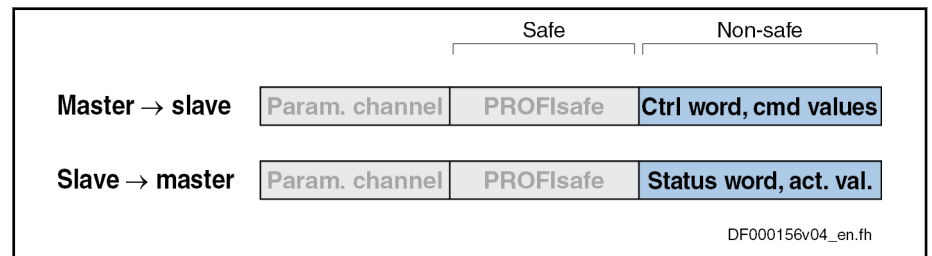 Safe Non-safe
Master → slave Param. channel PROFIsafe Ctrl word, cmd values
Slave → master Param. channel PROFIsafe Status word, act. val.
DF000156v04_en.fh